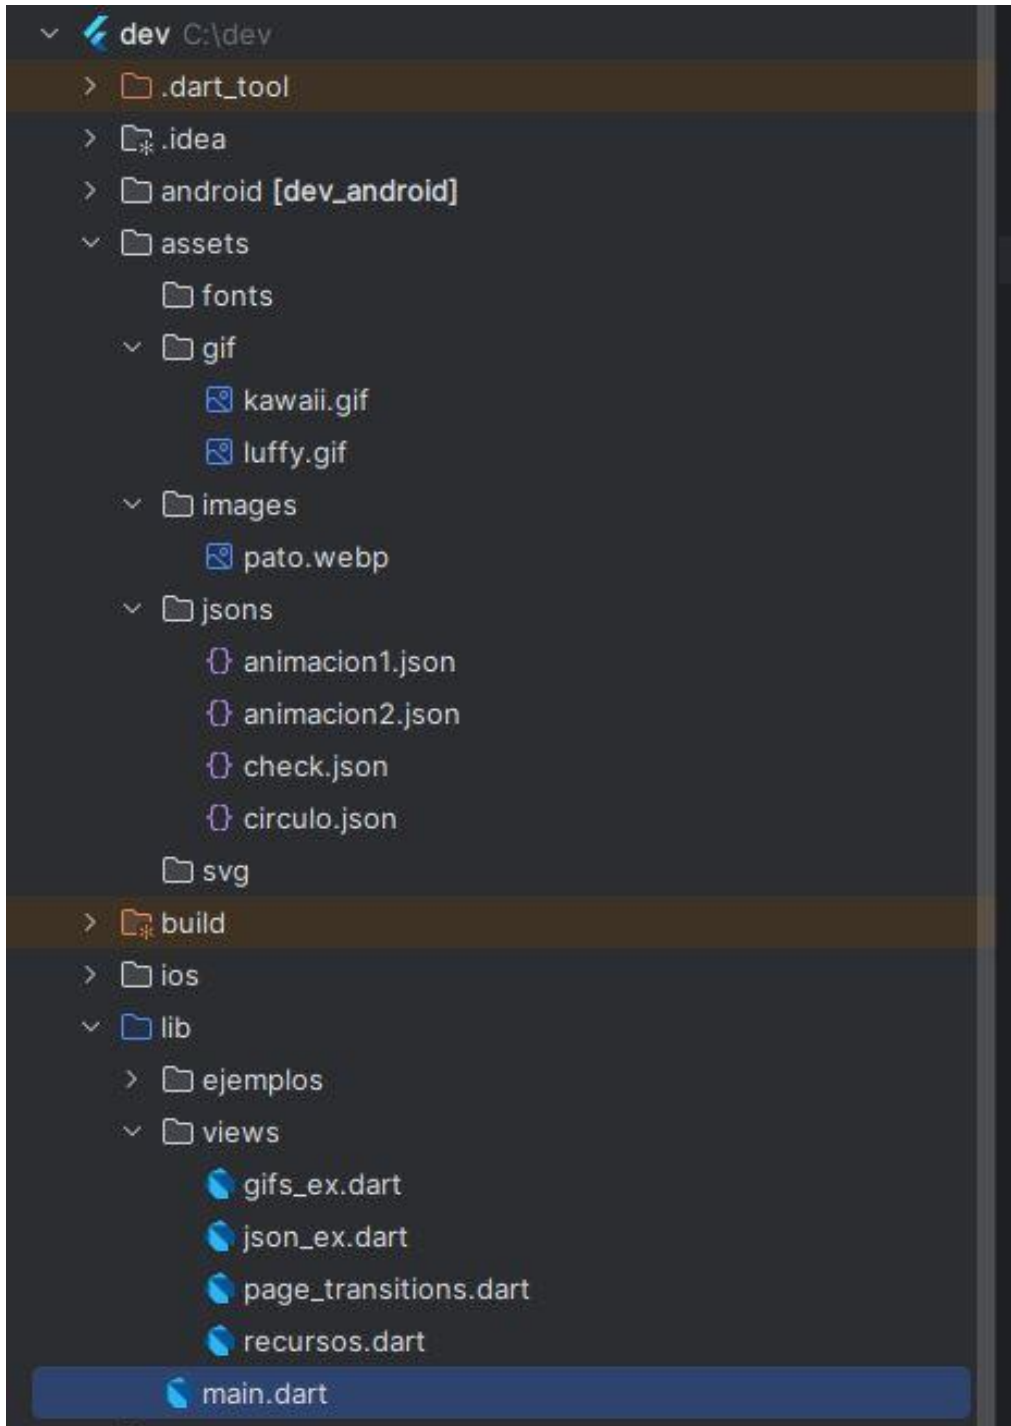 dev C:\dev
.dart_tool
.idea
android [dev_android]
assets
fonts
gif
kawaii.gif
luffy.gif
images
pato.webp
jsons
animacion1.json
animacion2.json
check.json
circulo.json
svg
build
ios
lib
ejemplos
views
gifs_ex.dart
json_ex.dart
page_transitions.dart
recursos.dart
main.dart